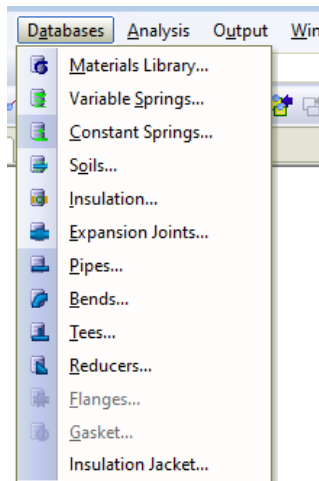 Databases Analysis Output Win
Materials Library...
Variable Springs...
Constant Springs...
Soils...
Insulation...
Expansion Joints...
Pipes...
Bends...
Tees...
Reducers...
Flanges...
Gasket...
Insulation Jacket...